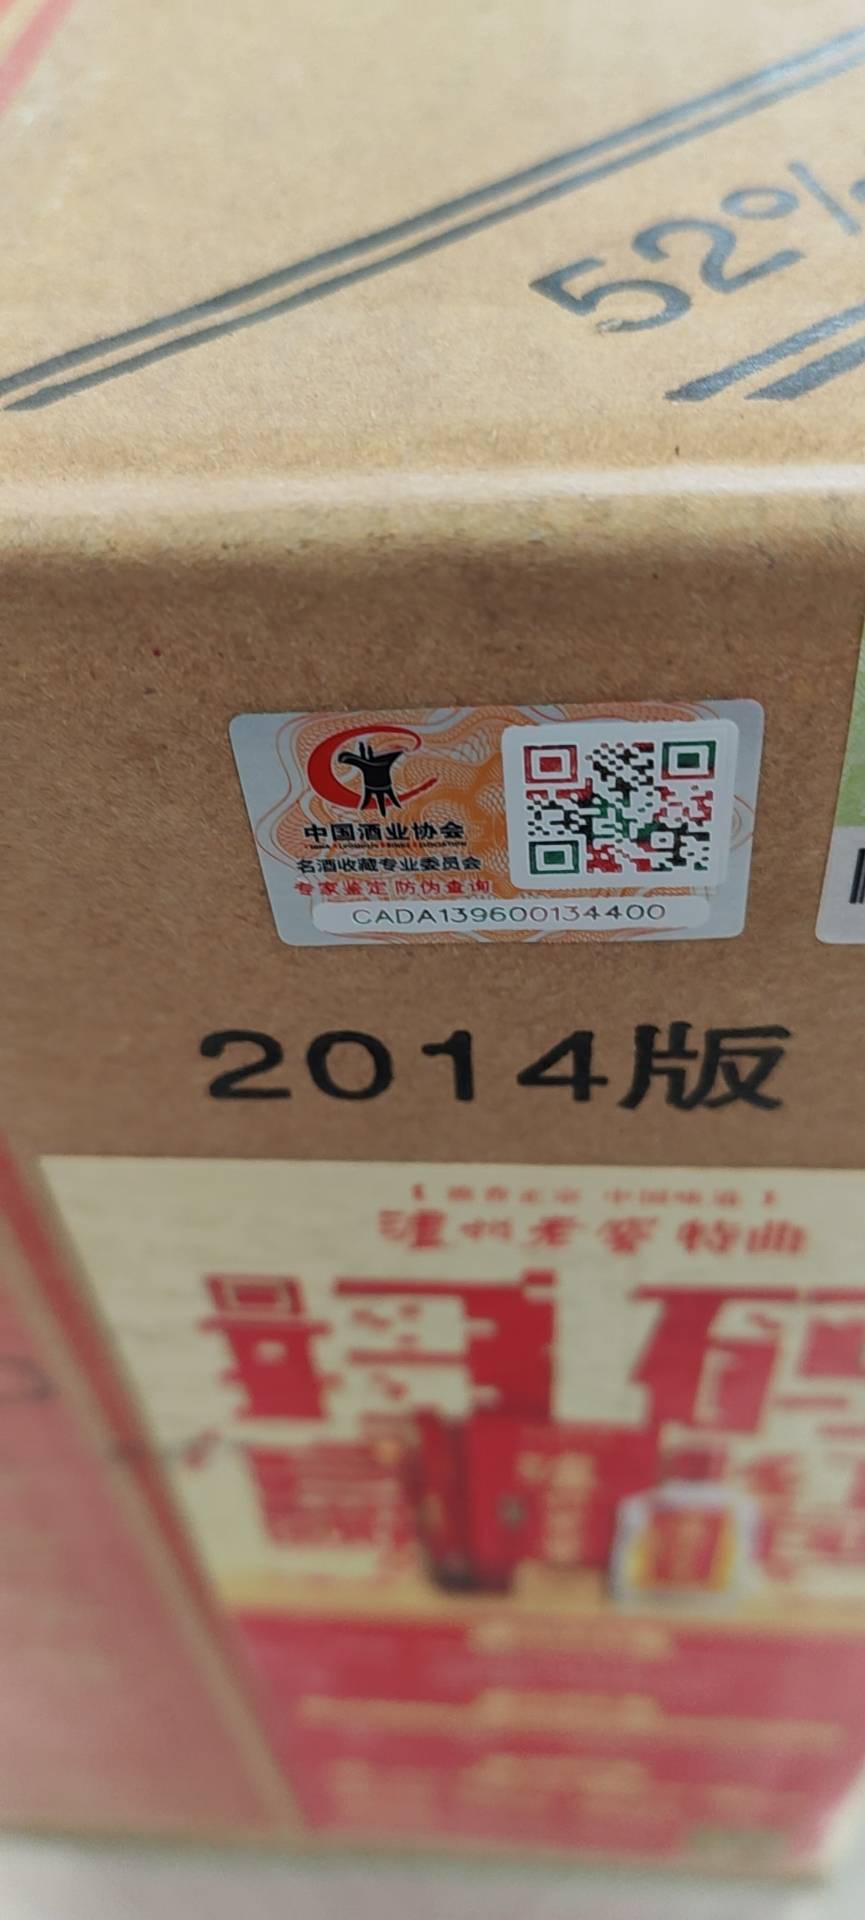 52%
中国酒业协会
名酒收藏专业委员会
专家鉴定 防伪查询
CADA139600134400
2014版
泸州老窖 特曲